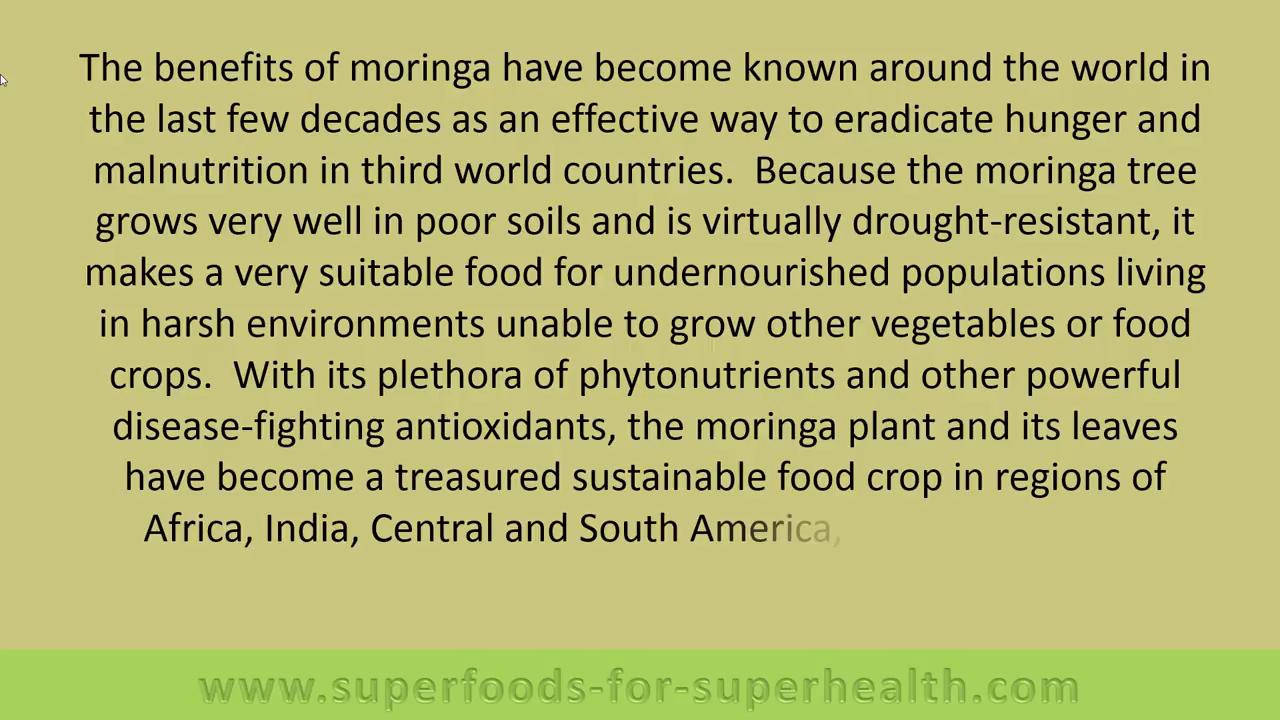 The benefits of moringa have become known around the world in
the last few decades as an effective way to eradicate hunger and
malnutrition in third world countries.  Because the moringa tree
grows very well in poor soils and is virtually drought-resistant, it
makes a very suitable food for undernourished populations living
in harsh environments unable to grow other vegetables or food
crops.  With its plethora of phytonutrients and other powerful
disease-fighting antioxidants, the moringa plant and its leaves
have become a treasured sustainable food crop in regions of
Africa, India, Central and South America,
www.superfoods-for-superhealth.com